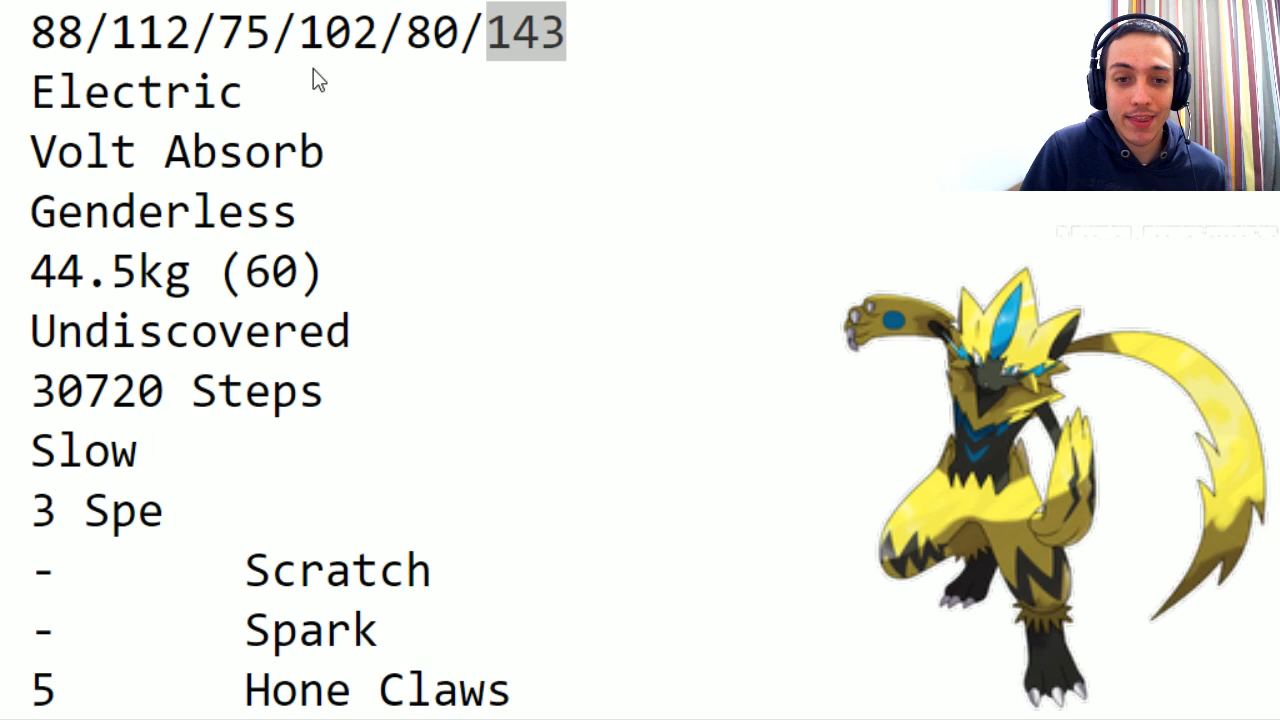 88/112/75/102/80/143
Electric
Volt Absorb
Genderless
44.5kg (60)
Undiscovered
30720 Steps
Slow
3 Spe
- Scratch
- Spark
5 Hone Claws